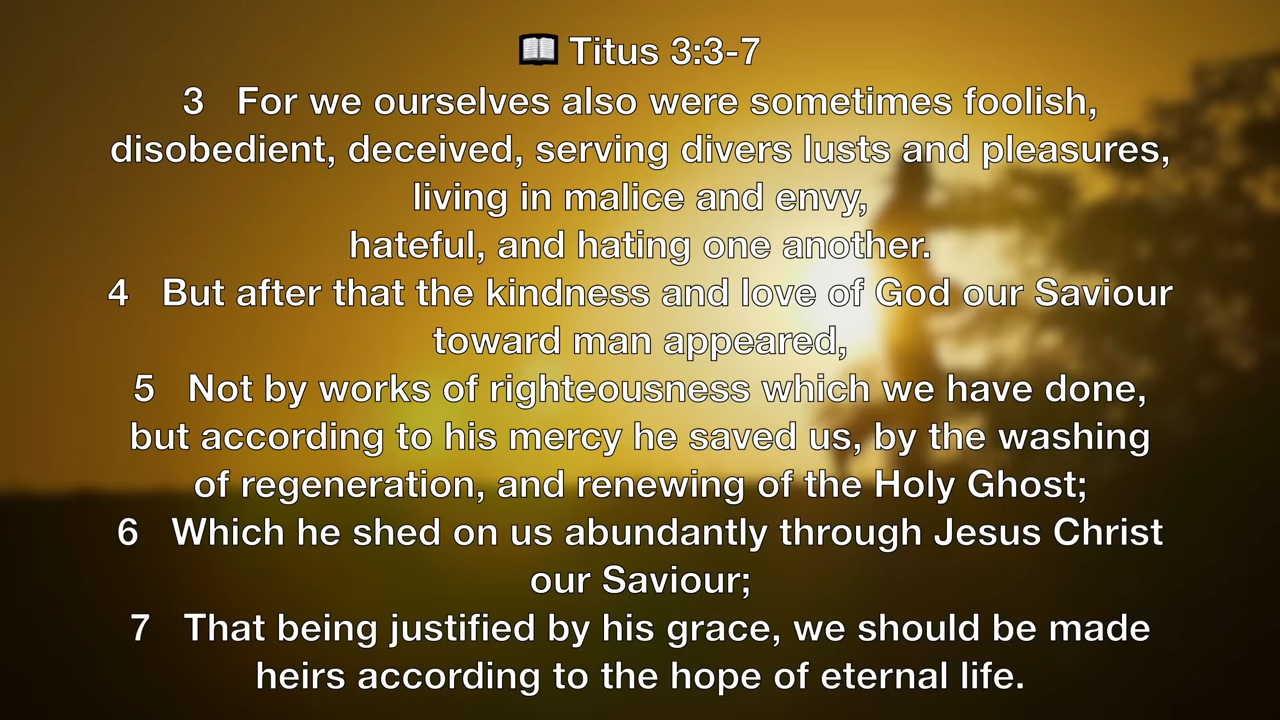 📖 Titus 3:3-7
3 For we ourselves also were sometimes foolish,
disobedient, deceived, serving divers lusts and pleasures,
living in malice and envy,
hateful, and hating one another.
4 But after that the kindness and love of God our Saviour
toward man appeared,
5 Not by works of righteousness which we have done,
but according to his mercy he saved us, by the washing
of regeneration, and renewing of the Holy Ghost;
6 Which he shed on us abundantly through Jesus Christ
our Saviour;
7 That being justified by his grace, we should be made
heirs according to the hope of eternal life.